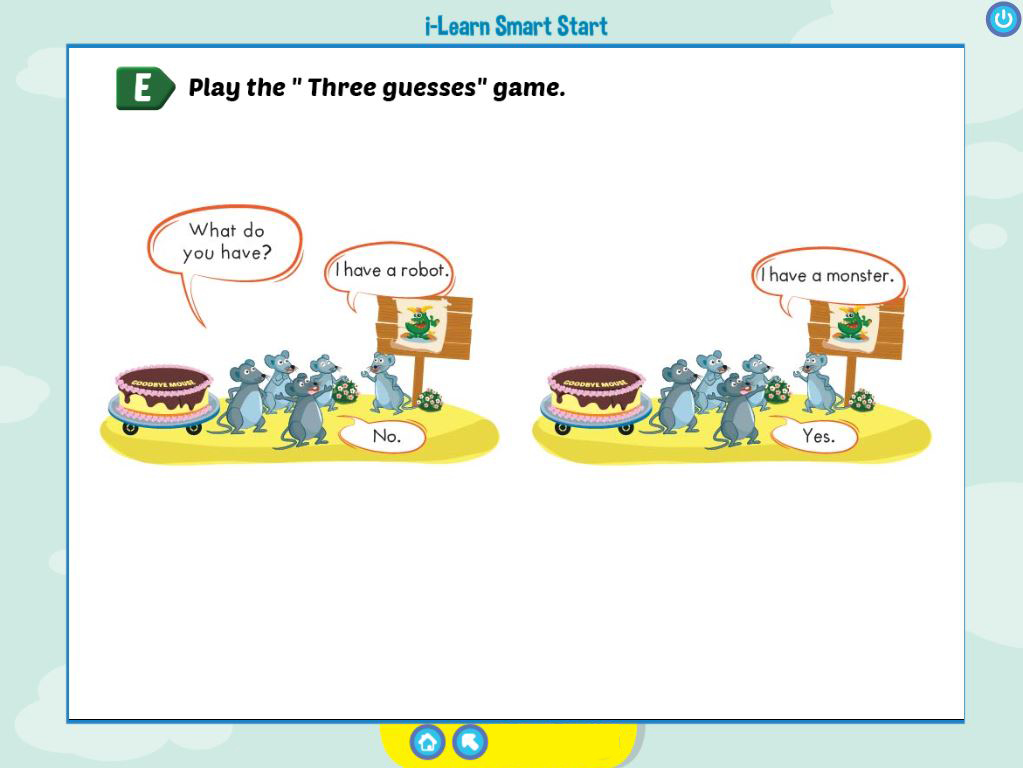 i-Learn Smart Start
E
Play the " Three guesses" game.
What do
you have?
I have a robot.
GOODBYE MOUSE
No.
I have a monster.
GOODBYE MOUSE
Yes.